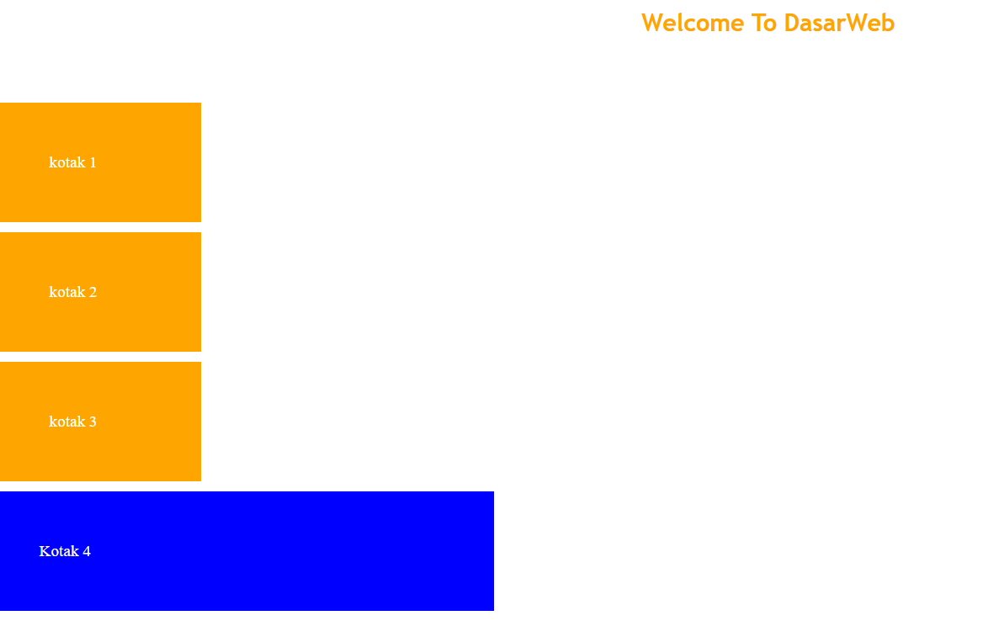 Welcome To DasarWeb
kotak 1
kotak 2
kotak 3
Kotak 4